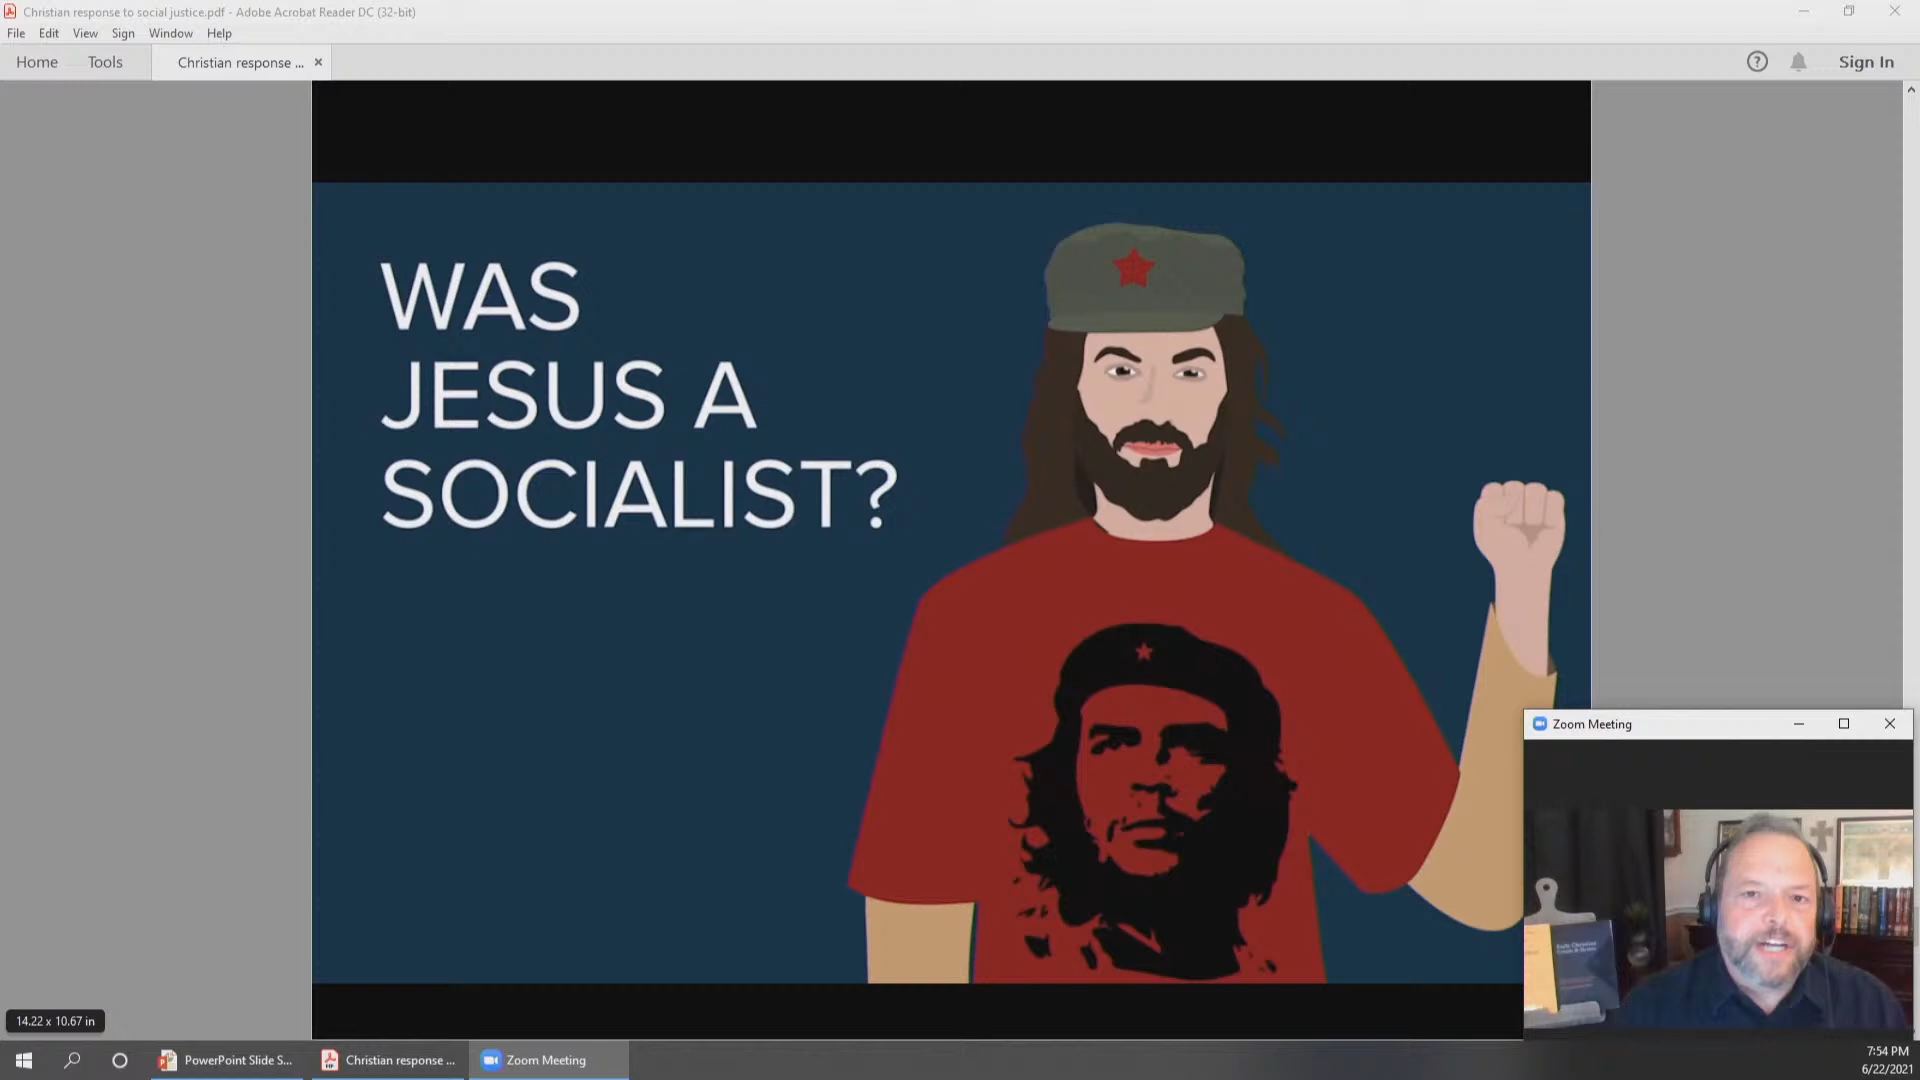 Christian response to social justice.pdf - Adobe Acrobat Reader DC (32-bit)
File Edit View Sign Window Help
Home Tools Christian response ... Sign In
WAS
JESUS A
SOCIALIST?
Zoom Meeting
14.22 x 10.67 in
PowerPoint Slide S... Christian response ... Zoom Meeting
7:54 PM
6/22/2021